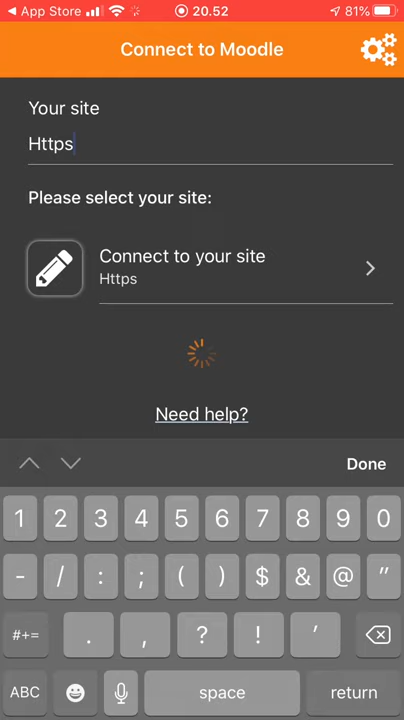 App Store 20.52 81%
Connect to Moodle
Your site
Https
Please select your site:
Connect to your site
Https
Need help?
Done
1 2 3 4 5 6 7 8 9 0
- / : ; ( ) $ & @ "
#+= . , ? ! '
ABC space return